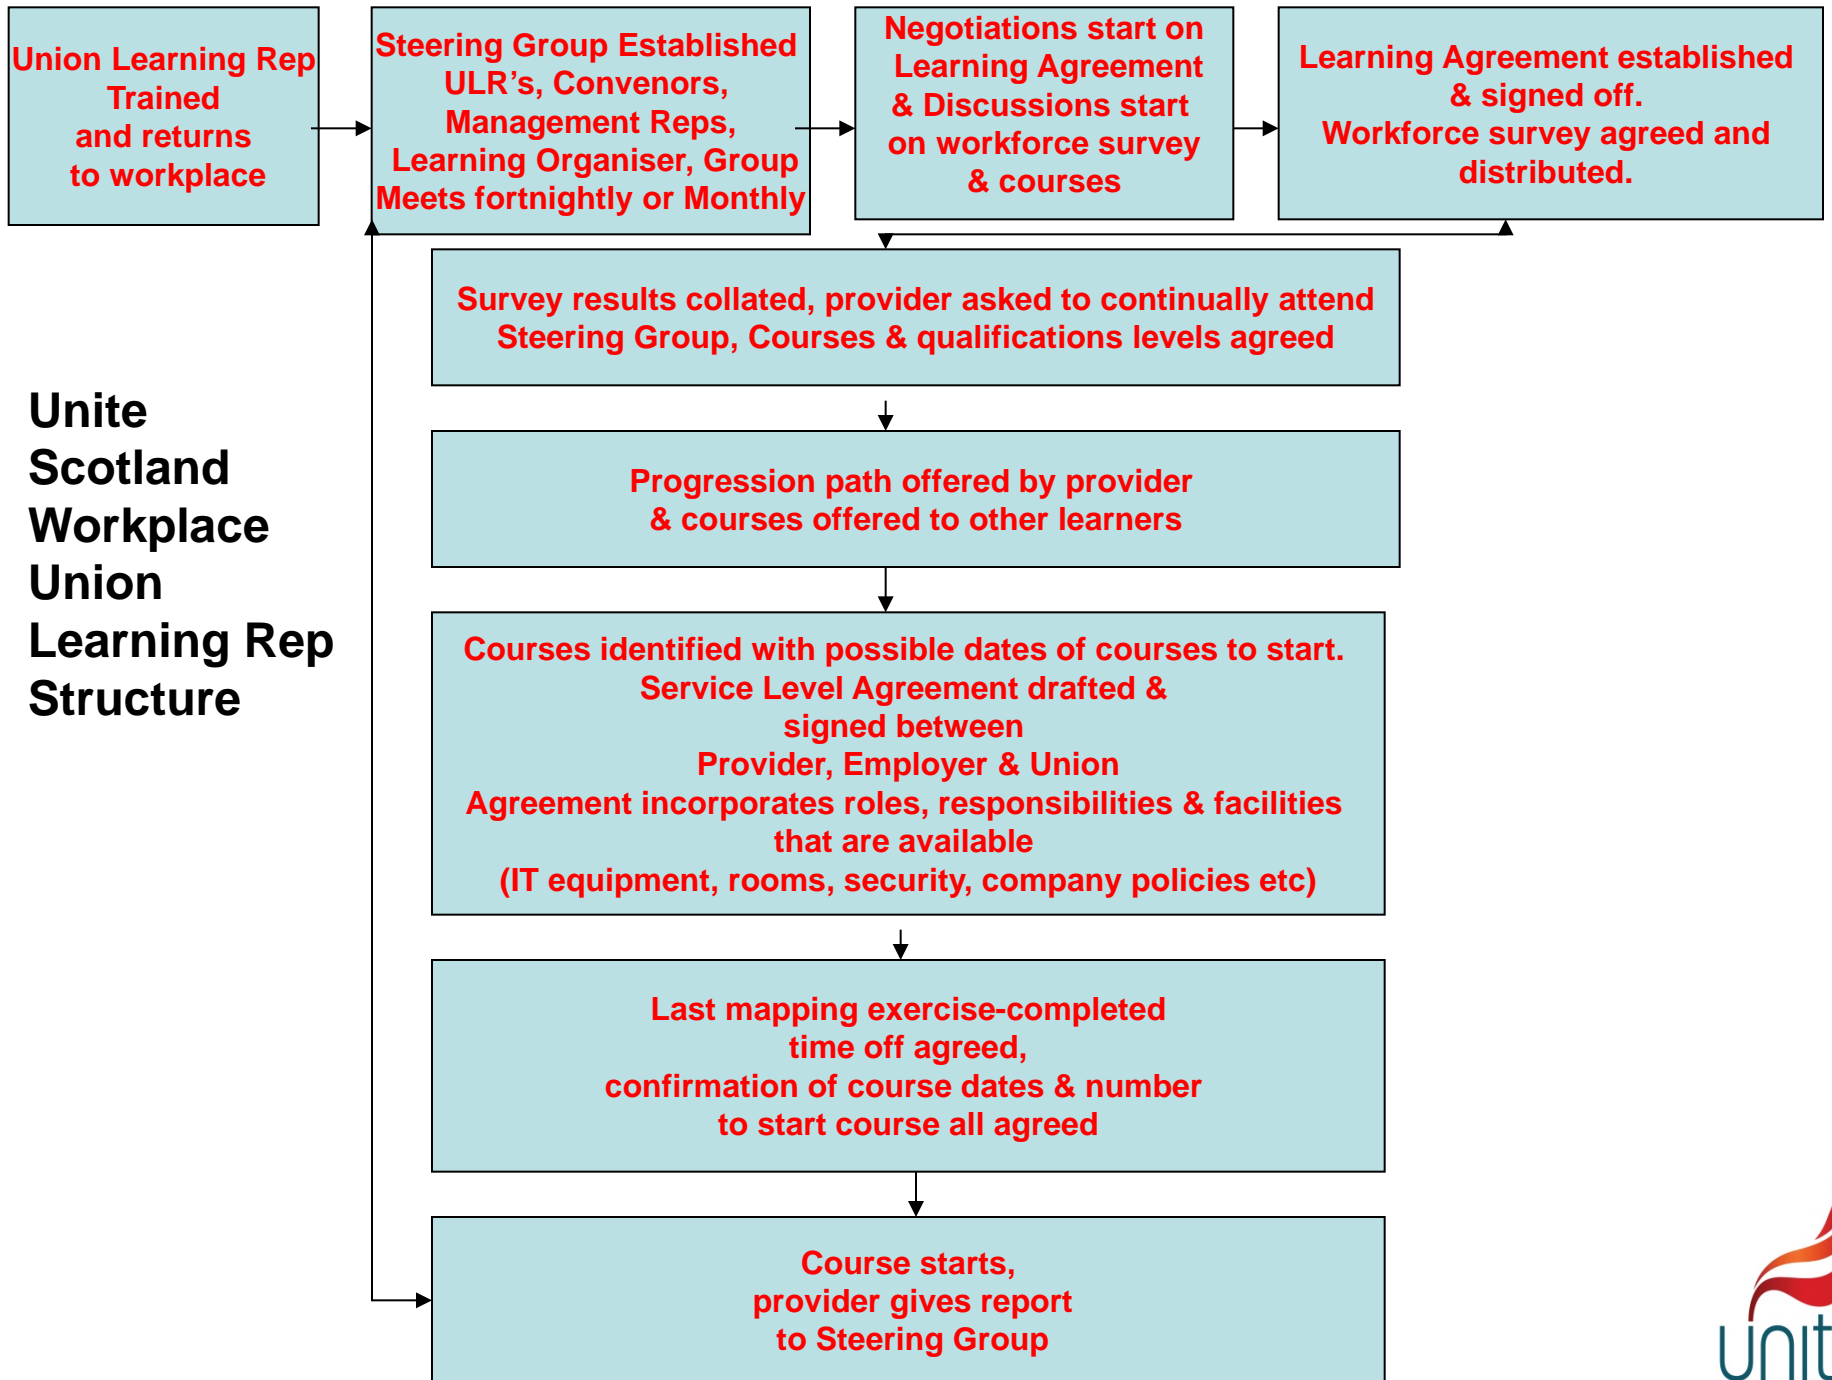 Union Learning Rep
Trained
and returns
to workplace
Steering Group Established
ULR's, Convenors,
Management Reps,
Learning Organiser, Group
Meets fortnightly or Monthly
Negotiations start on
Learning Agreement
& Discussions start
on workforce survey
& courses
Learning Agreement established
& signed off.
Workforce survey agreed and
distributed.
Survey results collated, provider asked to continually attend
Steering Group, Courses & qualifications levels agreed
Unite
Scotland
Workplace
Union
Learning Rep
Structure
Progression path offered by provider
& courses offered to other learners
Courses identified with possible dates of courses to start.
Service Level Agreement drafted &
signed between
Provider, Employer & Union
Agreement incorporates roles, responsibilities & facilities
that are available
(IT equipment, rooms, security, company policies etc)
Last mapping exercise-completed
time off agreed,
confirmation of course dates & number
to start course all agreed
Course starts,
provider gives report
to Steering Group
unit